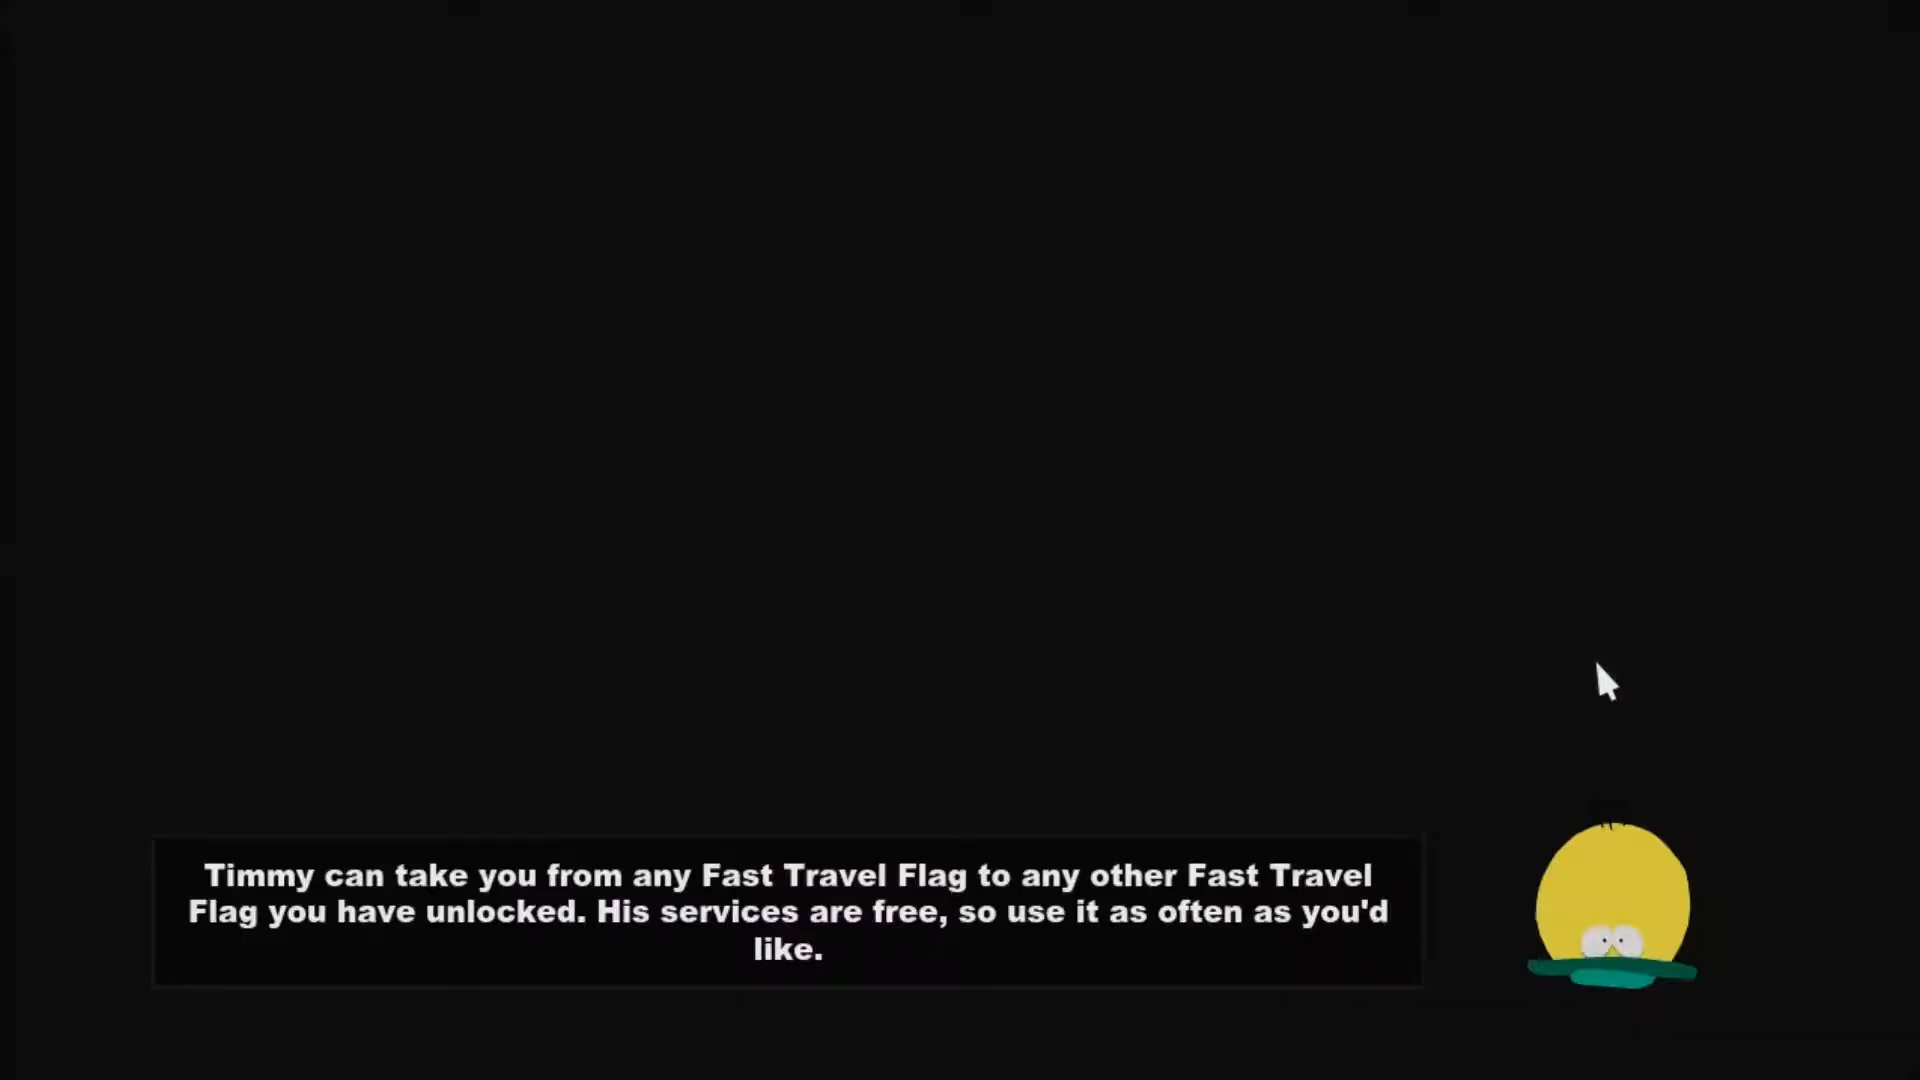 Timmy can take you from any Fast Travel Flag to any other Fast Travel
Flag you have unlocked. His services are free, so use it as often as you'd
like.